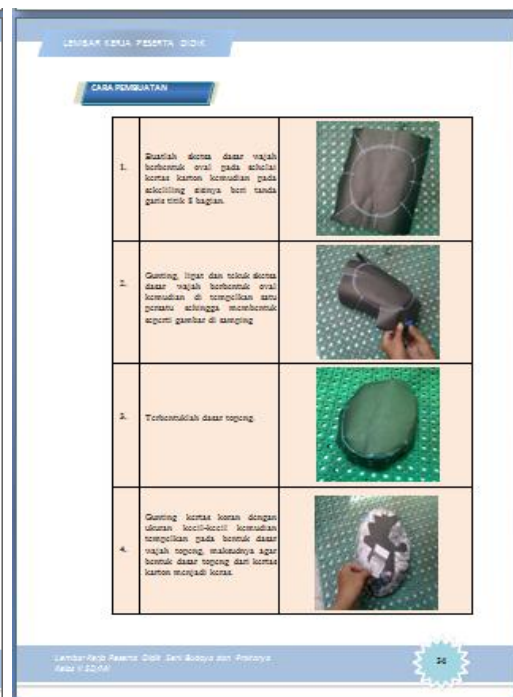 LEMBAR KERJA PESERTA DIDIK
CARA PEMBUATAN
1.
Buatlah sketsa dasar wajah
berbentuk oval pada sehelai
kertas karton kemudian pada
sekeliling sisinya beri tanda
garis titik 8 bagian.
2.
Gunting, lipat dan tekuk sketsa
dasar wajah berbentuk oval
kemudian di tempelkan satu
persatu sehingga membentuk
seperti gambar di samping
3.
Terbentuklah dasar topeng.
4.
Gunting kertas koran dengan
ukuran kecil-kecil kemudian
tempelkan pada bentuk dasar
wajah topeng, maksudnya agar
bentuk dasar topeng dari kertas
karton menjadi keras.
Lembar Kerja Peserta Didik Seni Budaya dan Prakarya
Kelas V SD/MI